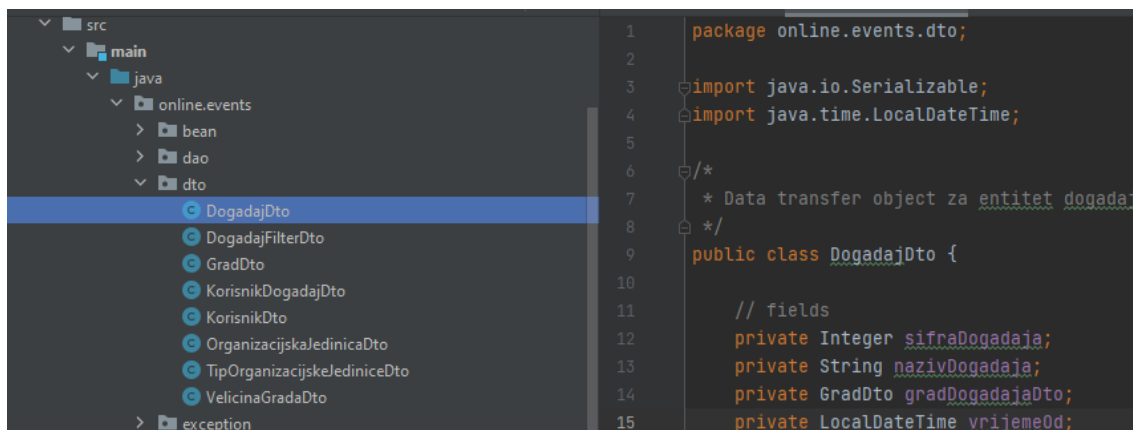 src
main
java
online.events
bean
dao
dto
DogadajDto
DogadajFilterDto
GradDto
KorisnikDogadajDto
KorisnikDto
OrganizacijskaJedinicaDto
TipOrganizacijskeJediniceDto
VelicinaGradaDto
exception
1 package online.events.dto;
2
3 import java.io.Serializable;
4 import java.time.LocalDateTime;
5
6 /*
7 * Data transfer object za entitet dogadaj
8 */
9 public class DogadajDto {
10
11 // fields
12 private Integer sifraDogadaja;
13 private String nazivDogadaja;
14 private GradDto gradDogadajaDto;
15 private LocalDateTime vrijemeOd;